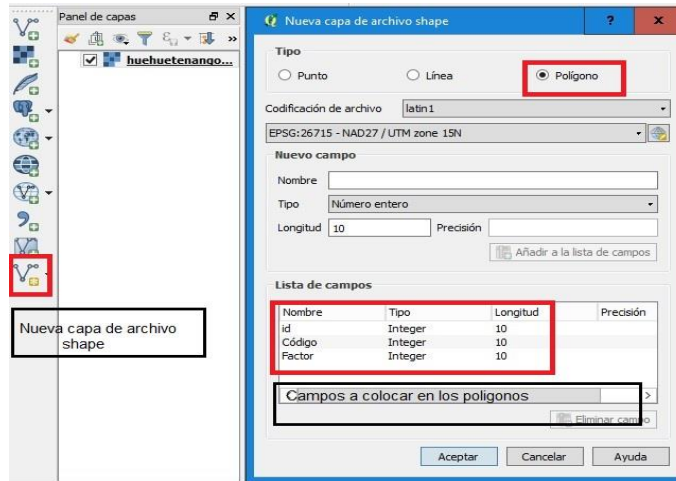 Panel de capas
huehuetenango...
Nueva capa de archivo
shape
Nueva capa de archivo shape
?
x
Tipo
Punto
Línea
Polígono
Codificación de archivo
latin1
EPSG:26715 - NAD27 / UTM zone 15N
Nuevo campo
Nombre
Tipo
Número entero
Longitud
10
Precisión
Añadir a la lista de campos
Lista de campos
Nombre Tipo Longitud Precisión
id Integer 10
Código Integer 10
Factor Integer 10
Campos a colocar en los poligonos
Eliminar campo
Aceptar
Cancelar
Ayuda